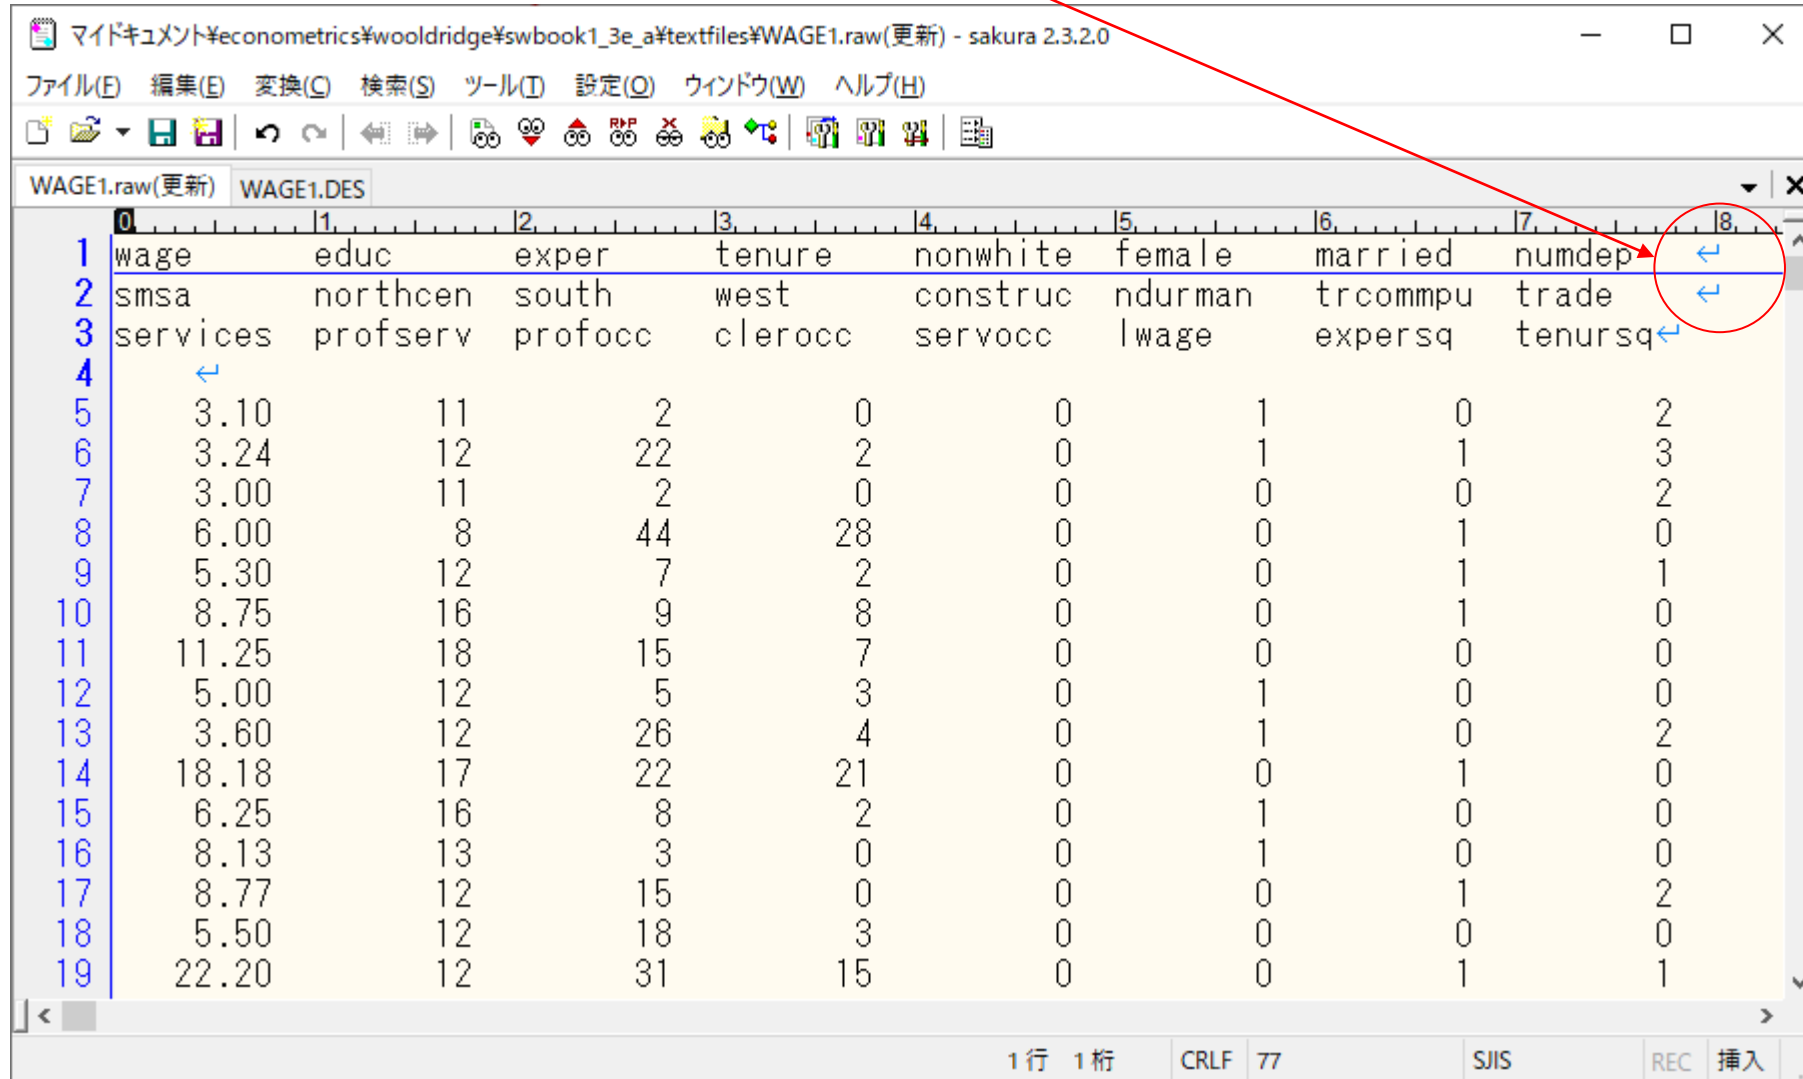 マイドキュメント¥econometrics¥wooldridge¥swbook1_3e_a¥textfiles¥WAGE1.raw(更新) - sakura 2.3.2.0
ファイル(F) 編集(E) 変換(C) 検索(S) ツール(T) 設定(O) ウィンドウ(W) ヘルプ(H)
WAGE1.raw(更新) WAGE1.DES
0 1 2 3 4 5 6 7 8
1 wage educ exper tenure nonwhite female married numdep ↵
2 smsa northcen south west construc ndurman trcommpu trade ↵
3 services profserv profocc clerocc servocc lwage expersq tenursq↵
4 ↵
5 3.10 11 2 0 0 1 0 2
6 3.24 12 22 2 0 1 1 3
7 3.00 11 2 0 0 0 0 2
8 6.00 8 44 28 0 0 1 0
9 5.30 12 7 2 0 0 1 1
10 8.75 16 9 8 0 0 1 0
11 11.25 18 15 7 0 0 0 0
12 5.00 12 5 3 0 1 0 0
13 3.60 12 26 4 0 1 0 2
14 18.18 17 22 21 0 0 1 0
15 6.25 16 8 2 0 1 0 0
16 8.13 13 3 0 0 1 0 0
17 8.77 12 15 0 0 0 1 2
18 5.50 12 18 3 0 0 0 0
19 22.20 12 31 15 0 0 1 1
1行 1桁 CRLF 77 SJIS REC 挿入